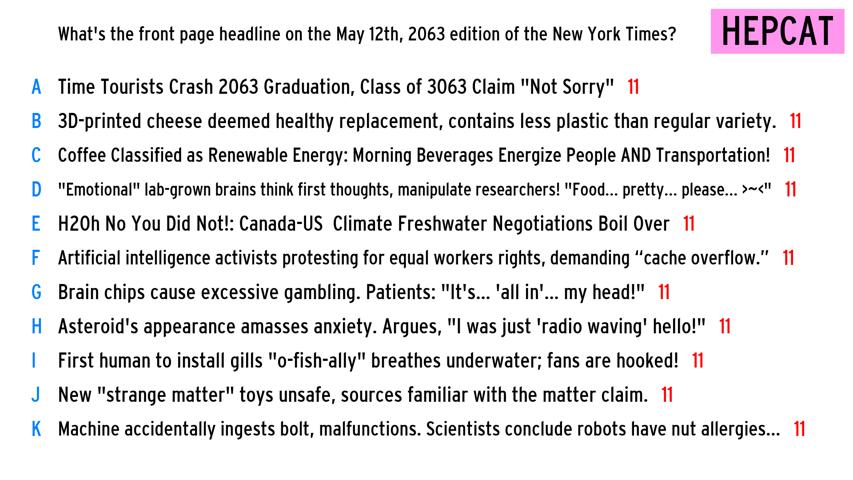 What's the front page headline on the May 12th, 2063 edition of the New York Times?
HEPCAT
A Time Tourists Crash 2063 Graduation, Class of 3063 Claim "Not Sorry" 11
B 3D-printed cheese deemed healthy replacement, contains less plastic than regular variety. 11
C Coffee Classified as Renewable Energy: Morning Beverages Energize People AND Transportation! 11
D "Emotional" lab-grown brains think first thoughts, manipulate researchers! "Food... pretty... please... >~<" 11
E H2Oh No You Did Not!: Canada-US  Climate Freshwater Negotiations Boil Over 11
F Artificial intelligence activists protesting for equal workers rights, demanding “cache overflow.” 11
G Brain chips cause excessive gambling. Patients: "It's... 'all in'... my head!" 11
H Asteroid's appearance amasses anxiety. Argues, "I was just 'radio waving' hello!" 11
I First human to install gills "o-fish-ally" breathes underwater; fans are hooked! 11
J New "strange matter" toys unsafe, sources familiar with the matter claim. 11
K Machine accidentally ingests bolt, malfunctions. Scientists conclude robots have nut allergies... 11